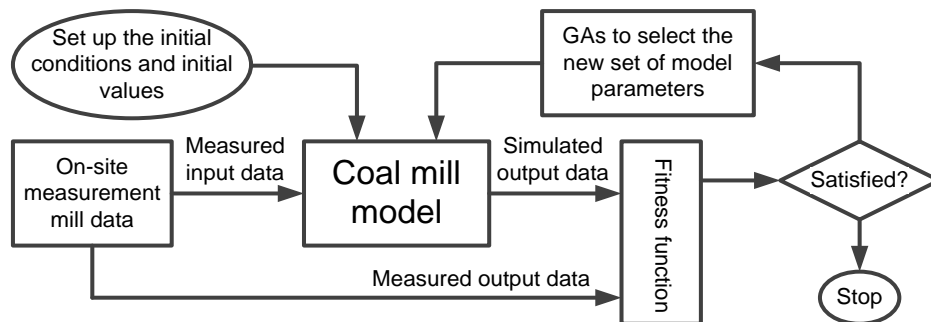 Set up the initial
conditions and initial
values
GAs to select the
new set of model
parameters
On-site
measurement
mill data
Measured
input data
Coal mill
model
Simulated
output data
Fitness function
Satisfied?
Measured output data
Stop